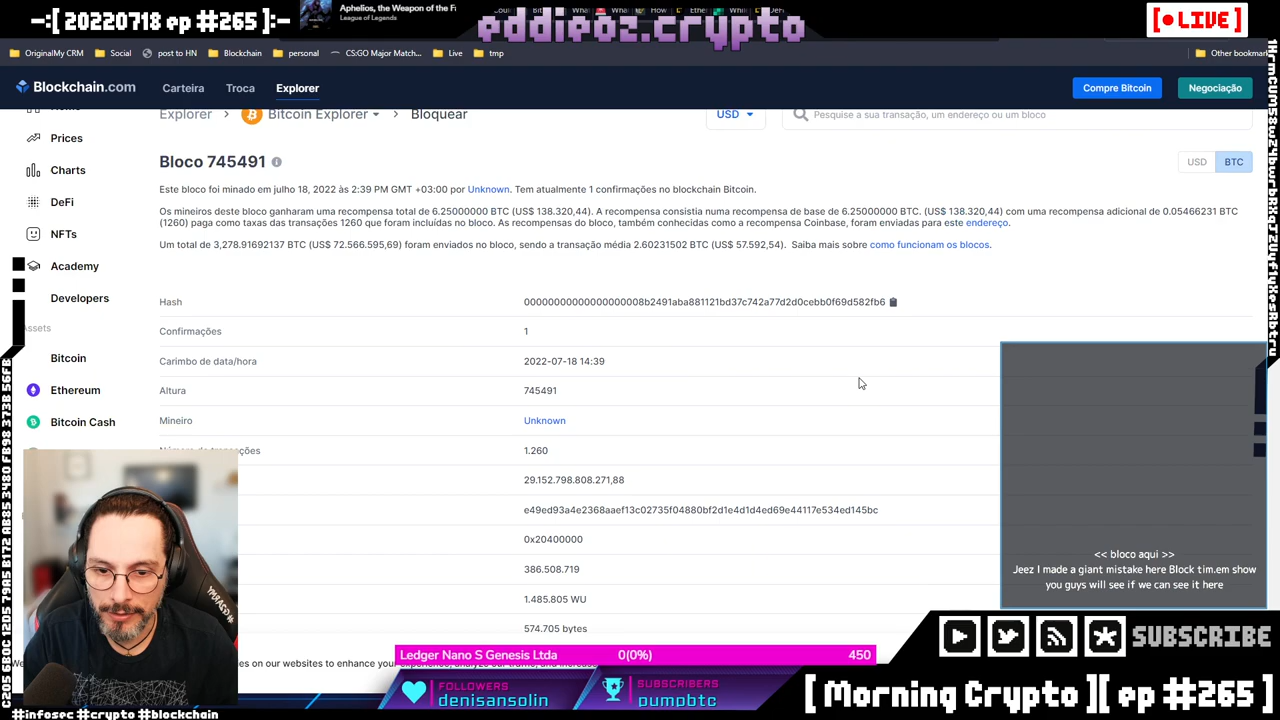 -:[ 20220718 ep #265 ]:-
Aphelios, the Weapon of the F
League of Legends
eddieoz.crypto
[ LIVE ]
OriginalMy CRM
Social
post to HN
Blockchain
personal
CS:GO Major Match...
Live
tmp
Other bookmar
Blockchain.com
Carteira
Troca
Explorer
Compre Bitcoin
Negociação
Explorer
Bitcoin Explorer
Bloquear
USD
Pesquise a sua transação, um endereço ou um bloco
Prices
Charts
DeFi
NFTs
Academy
Developers
Assets
Bitcoin
Ethereum
Bitcoin Cash
Bloco 745491
USD
BTC
Este bloco foi minado em julho 18, 2022 às 2:39 PM GMT +03:00 por Unknown. Tem atualmente 1 confirmações no blockchain Bitcoin.
Os mineiros deste bloco ganharam uma recompensa total de 6.25000000 BTC (US$ 138.320,44). A recompensa consistia numa recompensa de base de 6.25000000 BTC. (US$ 138.320,44) com uma recompensa adicional de 0.05466231 BTC
(1260) paga como taxas das transações 1260 que foram incluídas no bloco. As recompensas do bloco, também conhecidas como a recompensa Coinbase, foram enviadas para este endereço.
Um total de 3,278.91692137 BTC (US$ 72.566.595,69) foram enviados no bloco, sendo a transação média 2.60231502 BTC (US$ 57.592,54). Saiba mais sobre como funcionam os blocos.
Hash
00000000000000000008b2491aba881121bd37c742a77d2d0cebb0f69d582fb6
Confirmações
1
Carimbo de data/hora
2022-07-18 14:39
Altura
745491
Mineiro
Unknown
1.260
29.152.798.808.271,88
e49ed93a4e2368aaef13c02735f04880bf2d1e4d1d4ed69e44117e534ed145bc
0x20400000
386.508.719
1.485.805 WU
574.705 bytes
<< bloco aqui >>
Jeez I made a giant mistake here Block tim.em show
you guys will see if we can see it here
Ledger Nano S Genesis Ltda
0(0%)
450
SUBSCRIBE
FOLLOWERS
denisansolin
SUBSCRIBERS
pumpbtc
[ Morning Crypto ][ ep #265 ]
#infosec #crypto #blockchain